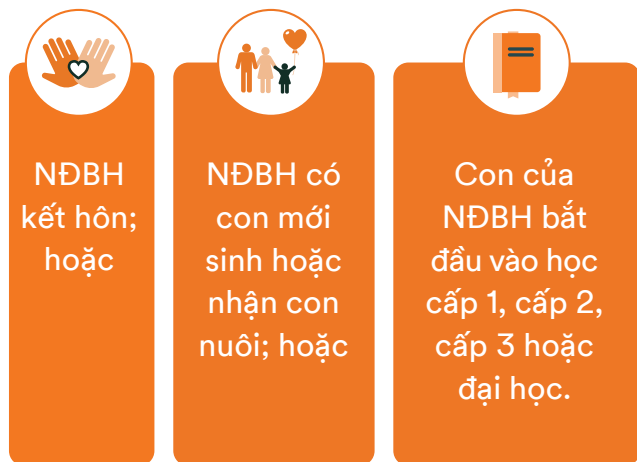 NĐBH
kết hôn;
hoặc
NĐBH có
con mới
sinh hoặc
nhận con
nuôi; hoặc
Con của
NĐBH bắt
đầu vào học
cấp 1, cấp 2,
cấp 3 hoặc
đại học.